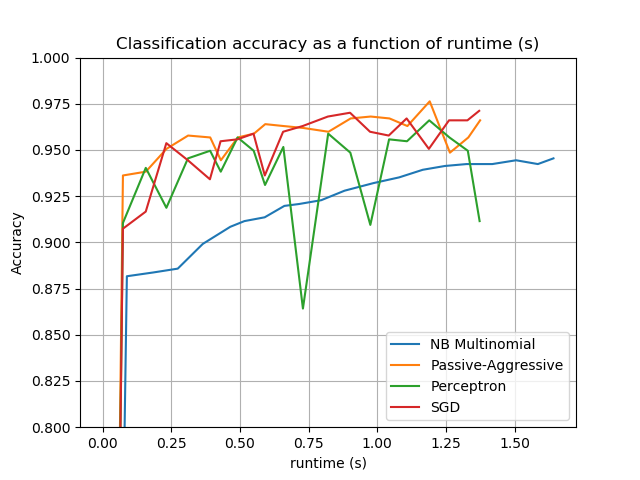 Classification accuracy as a function of runtime (s)
1.000
0.975
0.950
0.925
0.900
0.875
0.850
0.825
0.800
Accuracy
NB Multinomial
Passive-Aggressive
Perceptron
SGD
0.00 0.25 0.50 0.75 1.00 1.25 1.50
runtime (s)